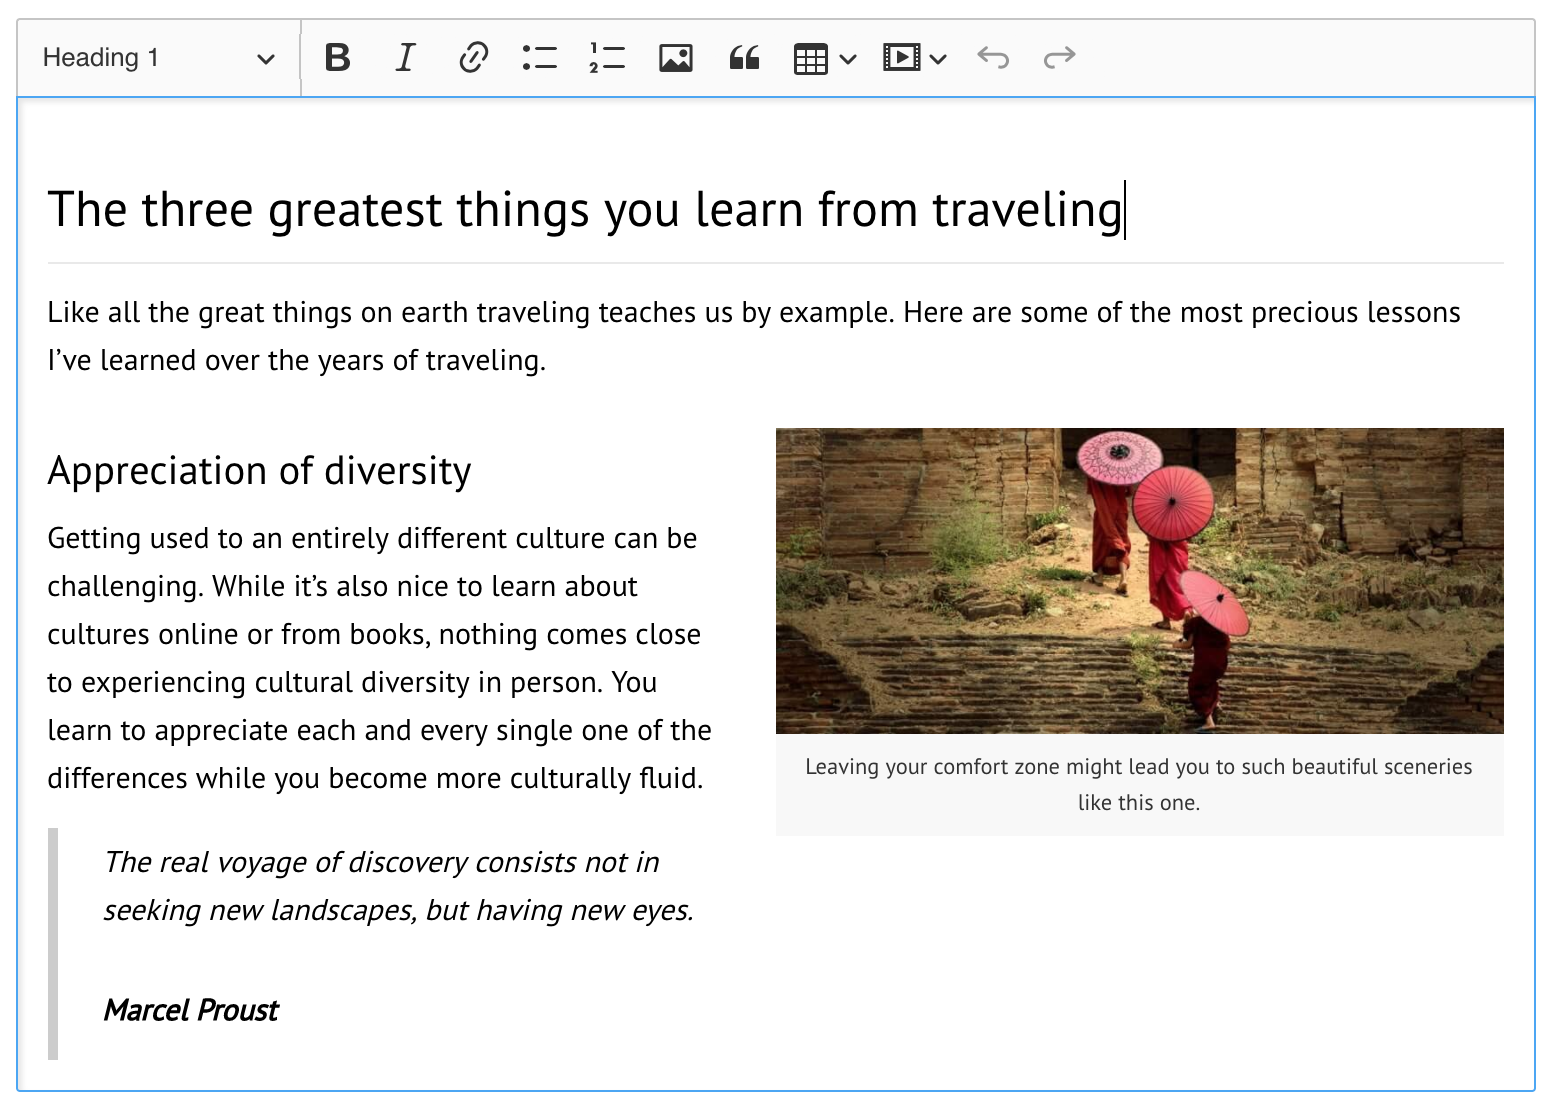 Heading 1
The three greatest things you learn from traveling
Like all the great things on earth traveling teaches us by example. Here are some of the most precious lessons
I’ve learned over the years of traveling.
Appreciation of diversity
Getting used to an entirely different culture can be
challenging. While it’s also nice to learn about
cultures online or from books, nothing comes close
to experiencing cultural diversity in person. You
learn to appreciate each and every single one of the
differences while you become more culturally fluid.
Leaving your comfort zone might lead you to such beautiful sceneries
like this one.
The real voyage of discovery consists not in
seeking new landscapes, but having new eyes.
Marcel Proust